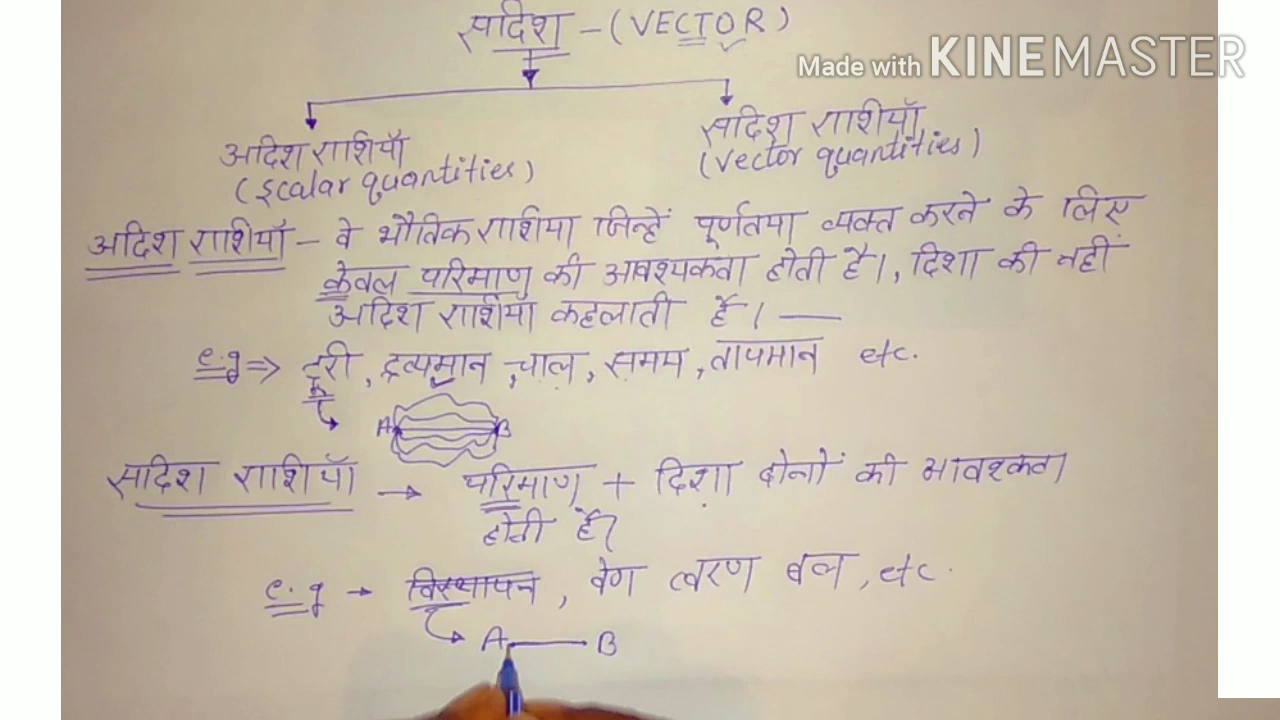 सदिश - (VECTOR)
Made with KINEMASTER
अदिश राशियाँ
(scalar quantities)
सदिश राशियाँ
(vector quantities)
अदिश राशियाँ - वे भौतिक राशिया जिन्हें पूर्णतया व्यक्त करने के लिए
केवल परिमाण की आवश्यकता होती है।, दिशा की नहीं
अदिश राशियाँ कहलाती हैं। —
e.g ⇒ दूरी, द्रव्यमान, चाल, समय, तापमान etc.
A B
सदिश राशियाँ → परिमाण + दिशा दोनों की आवश्कता
होती हैं।
e.g → विस्थापन, वेग त्वरण बल, etc.
A B